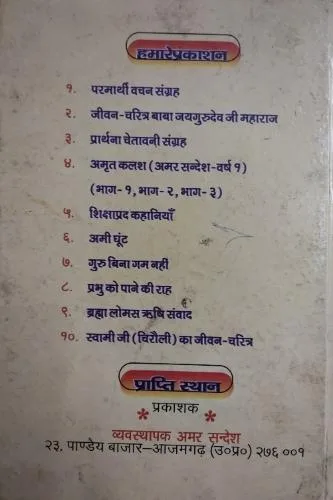 हमारे प्रकाशन
१. परमार्थी वचन संग्रह
२. जीवन-चरित्र बाबा जयगुरुदेव जी महाराज
३. प्रार्थना चेतावनी संग्रह
४. अमृत कलश (अमर सन्देश-वर्ष १)
(भाग-१, भाग-२, भाग-३)
५. शिक्षाप्रद कहानियाँ
६. अमी घूंट
७. गुरु बिना गम नहीं
८. प्रभु को पाने की राह
९. ब्रह्मा लोमस ऋषि संवाद
१०. स्वामी जी (चिरौली) का जीवन-चरित्र
प्राप्ति स्थान
प्रकाशक
* व्यवस्थापक अमर सन्देश *
२३, पाण्डेय बाजार–आजमगढ़ (उ०प्र०) २७६ ००१